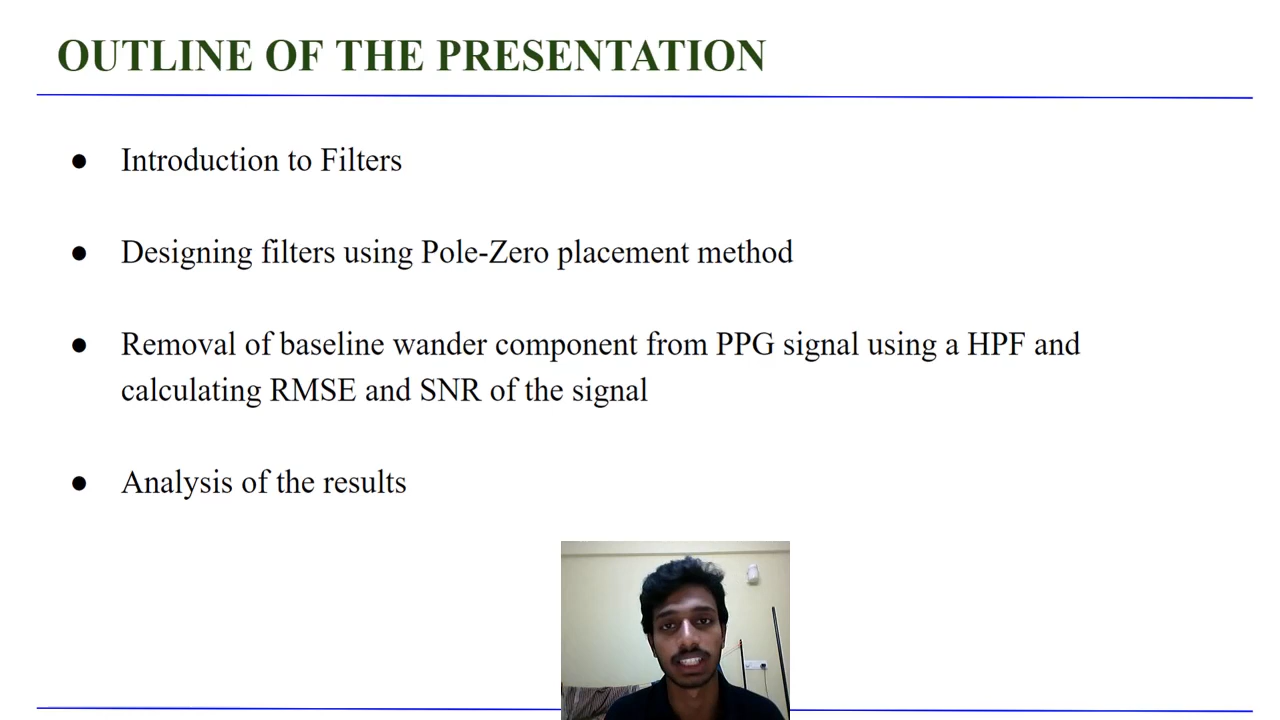 OUTLINE OF THE PRESENTATION
● Introduction to Filters
● Designing filters using Pole-Zero placement method
● Removal of baseline wander component from PPG signal using a HPF and
calculating RMSE and SNR of the signal
● Analysis of the results